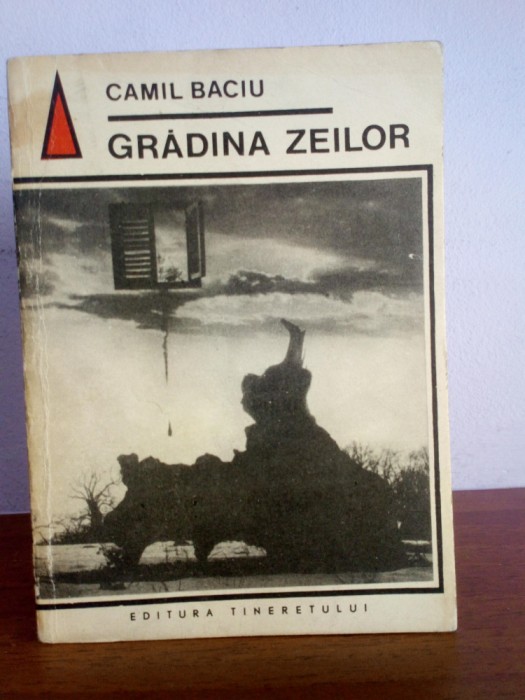 CAMIL BACIU
GRĂDINA ZEILOR
EDITURA TINERETULUI